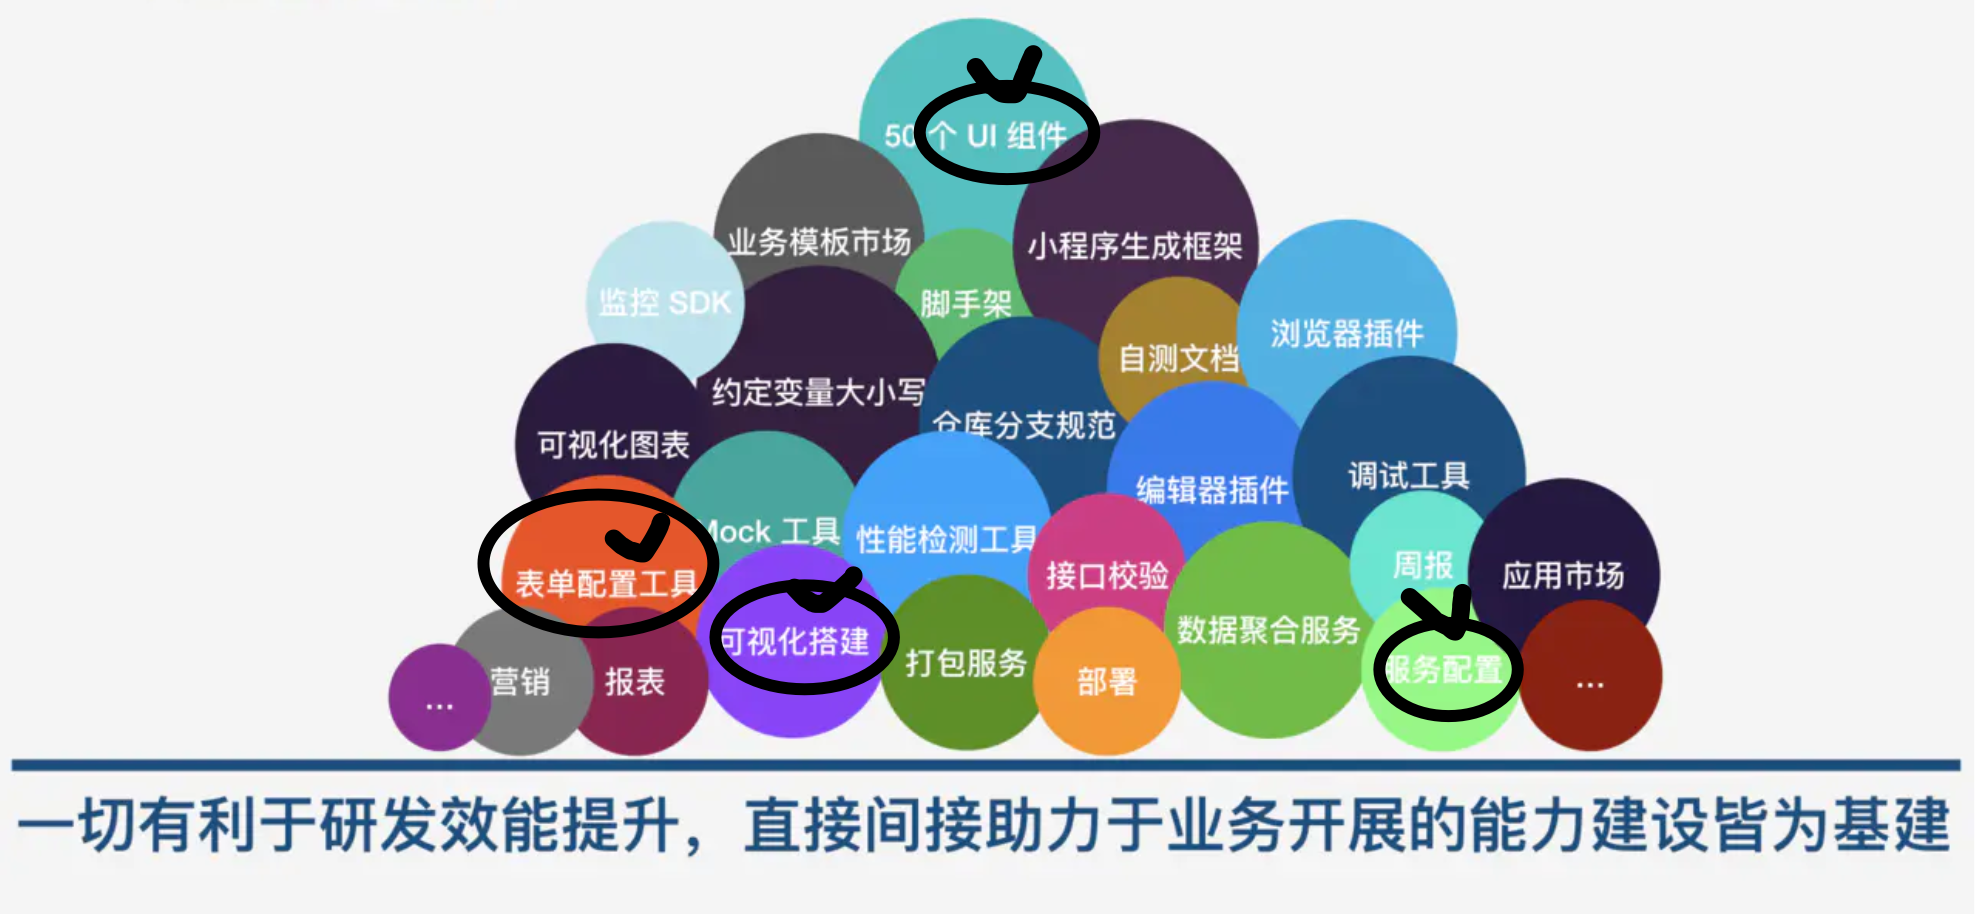 50个 UI 组件
业务模板市场
小程序生成框架
监控 SDK
脚手架
浏览器插件
自测文档
约定变量大小写
仓库分支规范
可视化图表
调试工具
编辑器插件
Mock 工具
性能检测工具
周报
接口校验
应用市场
表单配置工具
数据聚合服务
可视化搭建
打包服务
服务配置
...
营销
报表
部署
...
一切有利于研发效能提升，直接间接助力于业务开展的能力建设皆为基建